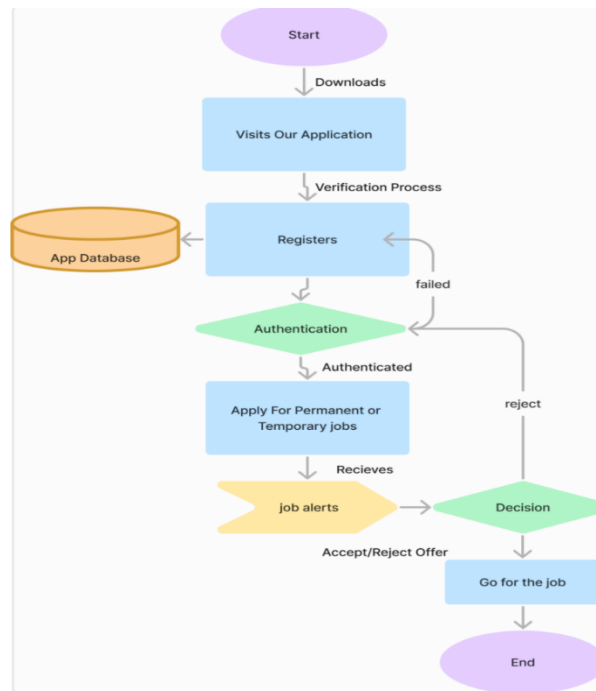 Start
Downloads
Visits Our Application
Verification Process
Registers
App Database
failed
Authentication
Authenticated
Apply For Permanent or
Temporary jobs
reject
Recieves
job alerts
Decision
Accept/Reject Offer
Go for the job
End